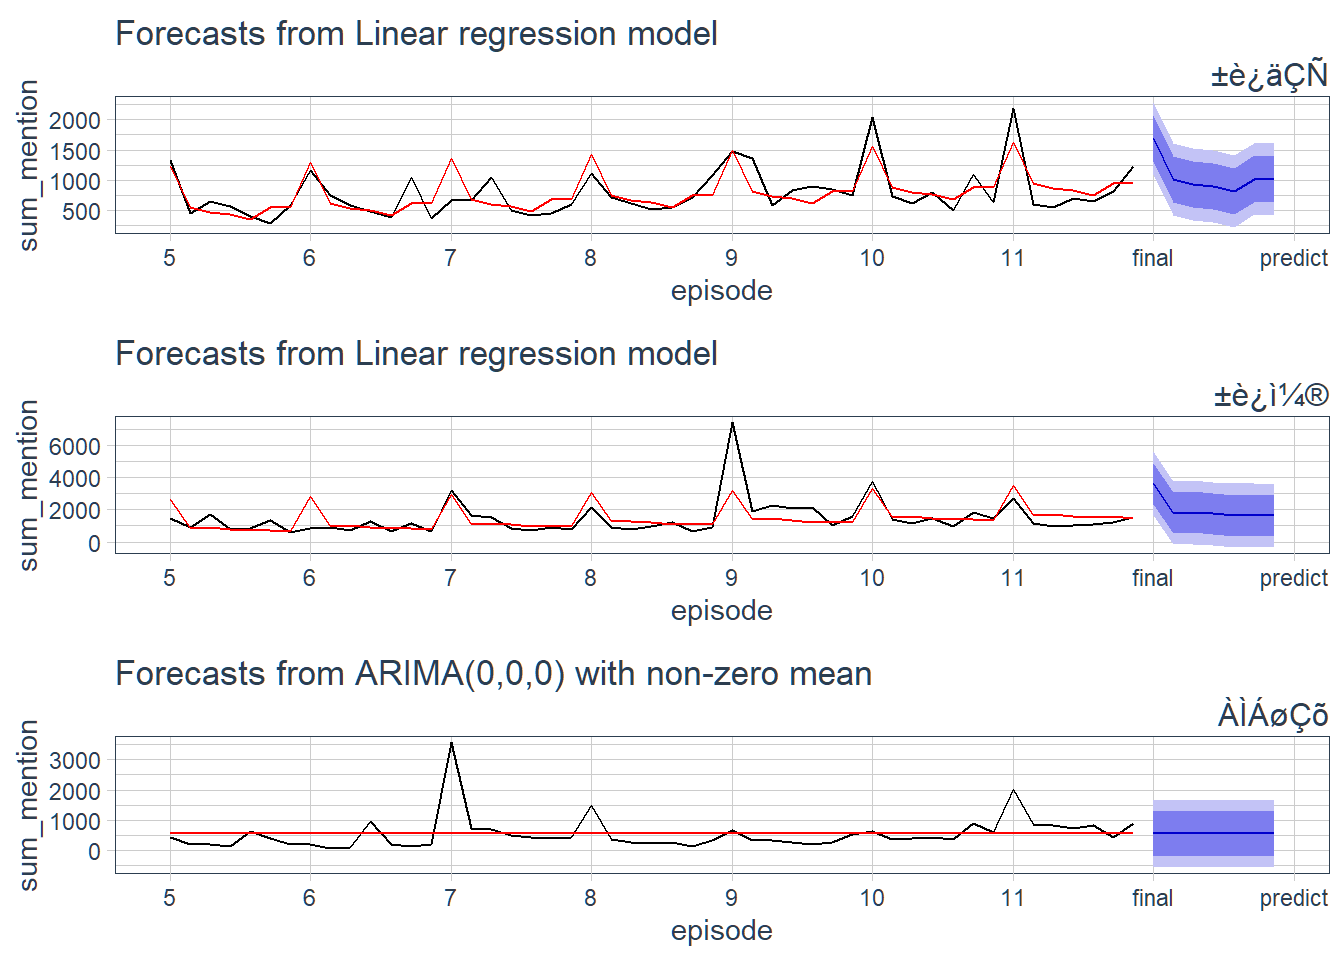 Forecasts from Linear regression model
±è¿äÇÑ
sum_mention
2000
1500
1000
500
5 6 7 8 9 10 11 final predict
episode
Forecasts from Linear regression model
±è¿ì¼®
sum_mention
6000
4000
2000
0
5 6 7 8 9 10 11 final predict
episode
Forecasts from ARIMA(0,0,0) with non-zero mean
ÀÌÁøÇõ
sum_mention
3000
2000
1000
0
5 6 7 8 9 10 11 final predict
episode